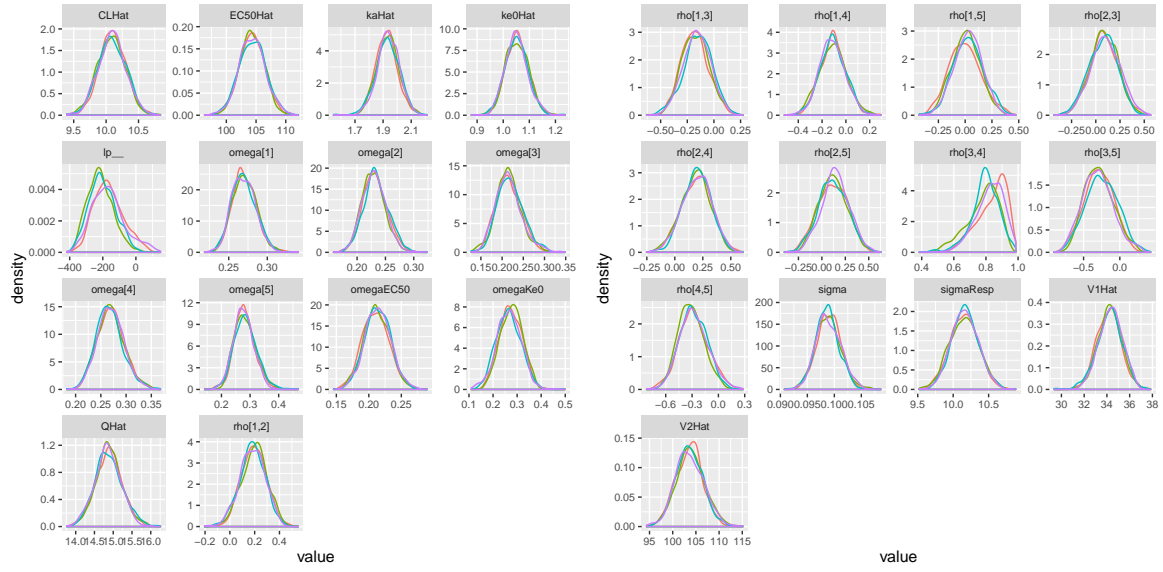 CLHat EC50Hat kaHat ke0Hat
2.0 1.5 1.0 0.5 0.0
0.20 0.15 0.10 0.05 0.00
4 2 0
10.0 7.5 5.0 2.5 0.0
9.5 10.0 10.5
100 105 110
1.7 1.9 2.1
0.9 1.0 1.1 1.2
lp__ omega[1] omega[2] omega[3]
0.004 0.002 0.000
20 15 10 5 0
20 15 10 5 0
15 10 5 0
−400 −200 0
0.25 0.30
0.20 0.25 0.30
0.15 0.20 0.25 0.30 0.35
omega[4] omega[5] omegaEC50 omegaKe0
15 10 5 0
12 9 6 3 0
20 15 10 5 0
8 6 4 2 0
0.20 0.25 0.30 0.35
0.2 0.3 0.4
0.15 0.20 0.25
0.1 0.2 0.3 0.4 0.5
QHat rho[1,2]
1.2 0.8 0.4 0.0
4 3 2 1 0
14.0 14.5 15.0 15.5 16.0
−0.2 0.0 0.2 0.4
density
value
rho[1,3] rho[1,4] rho[1,5] rho[2,3]
3 2 1 0
4 3 2 1 0
3 2 1 0
2 1 0
−0.50 −0.25 0.00 0.25
−0.4 −0.2 0.0 0.2
−0.25 0.00 0.25 0.50
−0.25 0.00 0.25 0.50
rho[2,4] rho[2,5] rho[3,4] rho[3,5]
3 2 1 0
3 2 1 0
4 2 0
1.5 1.0 0.5 0.0
−0.25 0.00 0.25 0.50
−0.25 0.00 0.25 0.50
0.4 0.6 0.8 1.0
−0.5 0.0
rho[4,5] sigma sigmaResp V1Hat
2 1 0
200 150 100 50 0
2.0 1.5 1.0 0.5 0.0
0.4 0.3 0.2 0.1 0.0
−0.6 −0.3 0.0 0.3
0.090 0.095 0.100 0.105
9.5 10.0 10.5
30 32 34 36 38
V2Hat
0.15 0.10 0.05 0.00
95 100 105 110 115
density
value